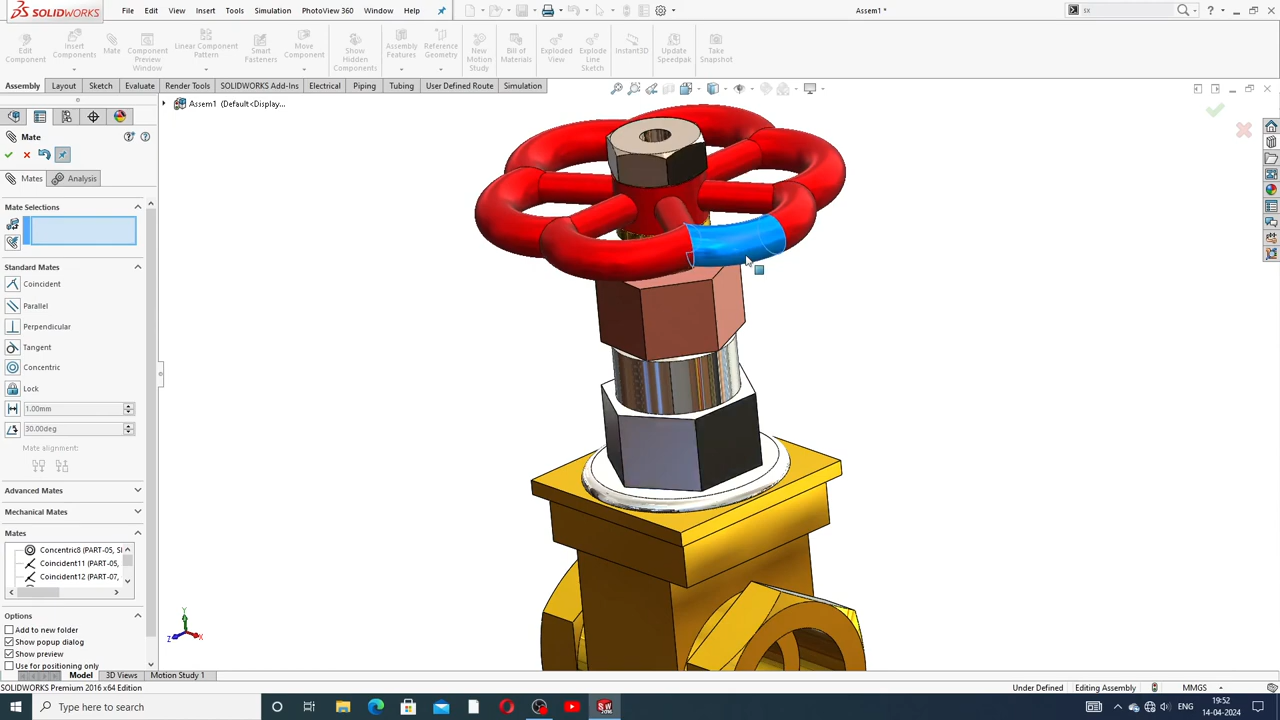 SOLIDWORKS File Edit View Insert Tools Simulation PhotoView 360 Window Help Assem1 * sx
Edit Component
Insert Components
Mate
Component Preview Window
Linear Component Pattern
Smart Fasteners
Move Component
Show Hidden Components
Assembly Features
Reference Geometry
New Motion Study
Bill of Materials
Exploded View
Explode Line Sketch
Instant3D
Update Speedpak
Take Snapshot
Assembly Layout Sketch Evaluate Render Tools SOLIDWORKS Add-Ins Electrical Piping Tubing User Defined Route Simulation
Assem1 (Default<Display...
Mate
Mates Analysis
Mate Selections
Standard Mates
Coincident
Parallel
Perpendicular
Tangent
Concentric
Lock
1.00mm
30.00deg
Mate alignment:
Advanced Mates
Mechanical Mates
Mates
Concentric8 (PART-05, SI
Coincident11 (PART-05,
Coincident12 (PART-07,
Options
Add to new folder
Show popup dialog
Show preview
Use for positioning only
Y
X
Z
Model 3D Views Motion Study 1
SOLIDWORKS Premium 2016 x64 Edition Under Defined Editing Assembly MMGS
Type here to search ENG 19:52
14-04-2024